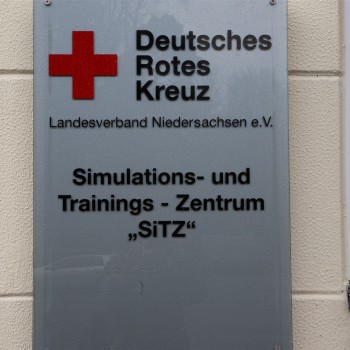 Deutsches
Rotes
Kreuz
Landesverband Niedersachsen e.V.
Simulations- und
Trainings - Zentrum
„SiTZ“